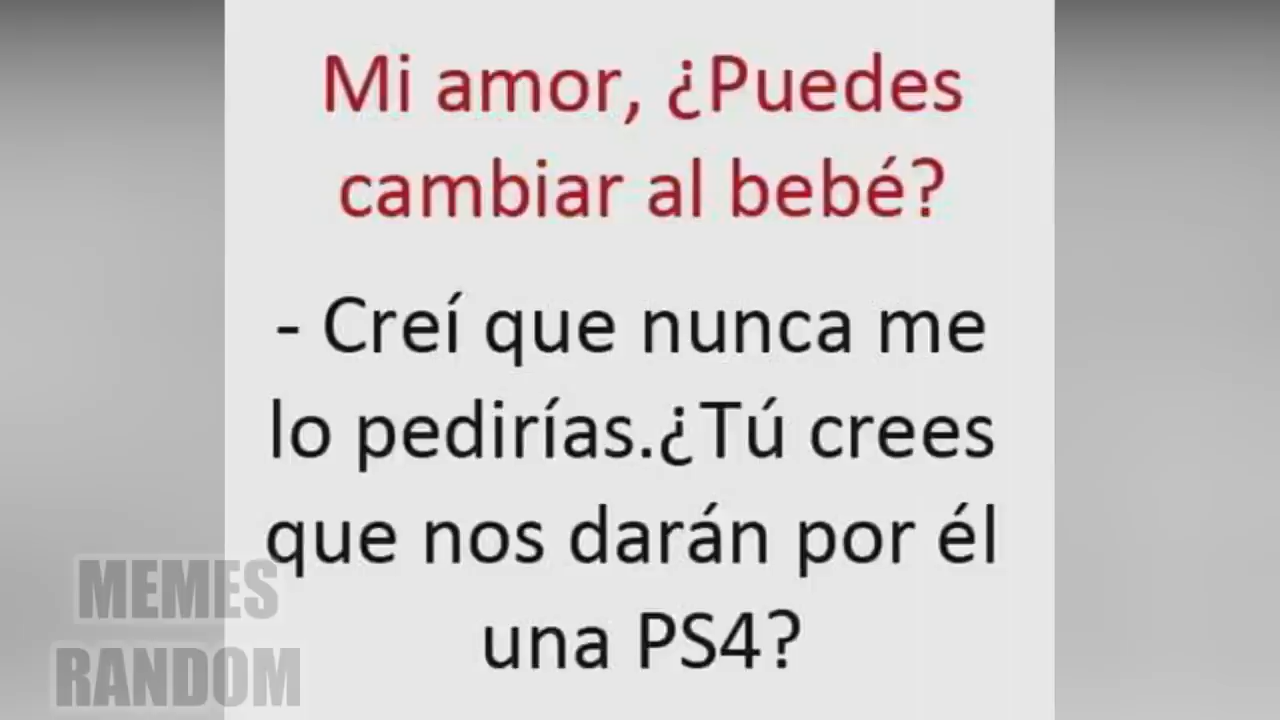 Mi amor, ¿Puedes
cambiar al bebé?
- Creí que nunca me
lo pedirías.¿Tú crees
que nos darán por él
una PS4?
MEMES
RANDOM